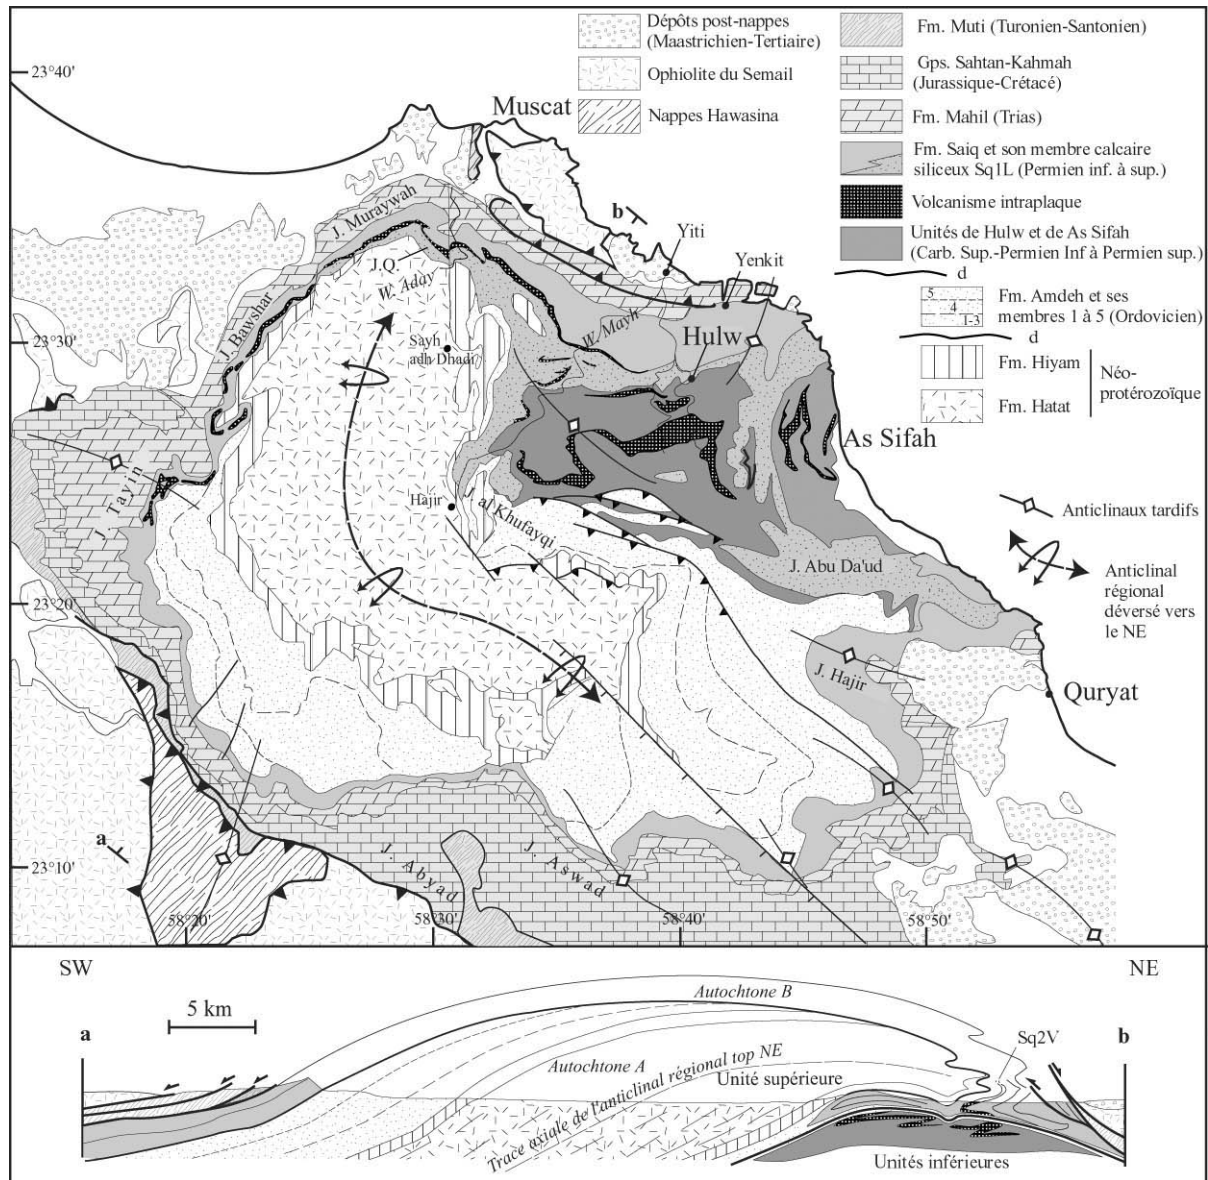 Dépôts post-nappes
(Maastrichien-Tertiaire)
Ophiolite du Semail
Nappes Hawasina
Fm. Muti (Turonien-Santonien)
Gps. Sahtan-Kahmah
(Jurassique-Crétacé)
Fm. Mahil (Trias)
Fm. Saiq et son membre calcaire
siliceux Sq1L (Permien inf. à sup.)
Volcanisme intraplaque
Unités de Hulw et de As Sifah
(Carb. Sup.-Permien Inf à Permien sup.)
d
5
4
1-3
Fm. Amdeh et ses
membres 1 à 5 (Ordovicien)
d
Fm. Hiyam
Fm. Hatat
Néo-
protérozoïque
Anticlinaux tardifs
Anticlinal
régional
déversé vers
le NE
23°40'
23°30'
23°20'
23°10'
58°20'
58°30'
58°40'
58°50'
Muscat
b
Yiti
Yenkit
J. Muraywah
J.Q.
W. Aday
J. Bawshar
W. Mayh
Hulw
Sayh
adh Dhadi
As Sifah
J. Tayin
Hajir
J. al Khufayqi
J. Abu Da'ud
J. Hajir
Quryat
a
J. Abyad
J. Aswad
SW
NE
5 km
a
b
Autochtone B
Sq2V
Autochtone A
Trace axiale de l'anticlinal régional top NE
Unité supérieure
Unités inférieures